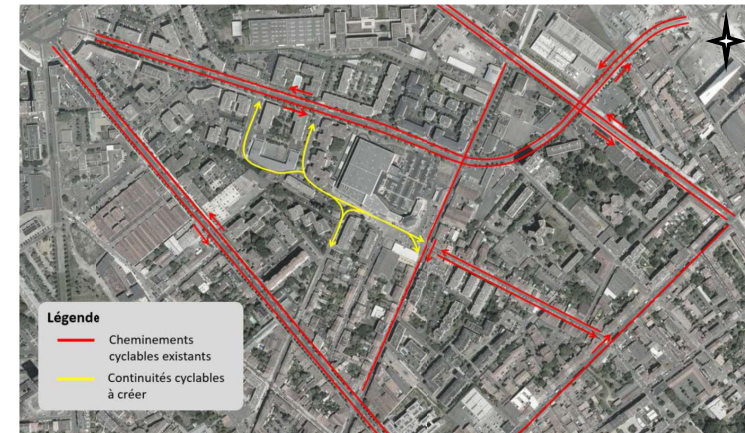 Légende
Cheminements
cyclables existants
Continuités cyclables
à créer